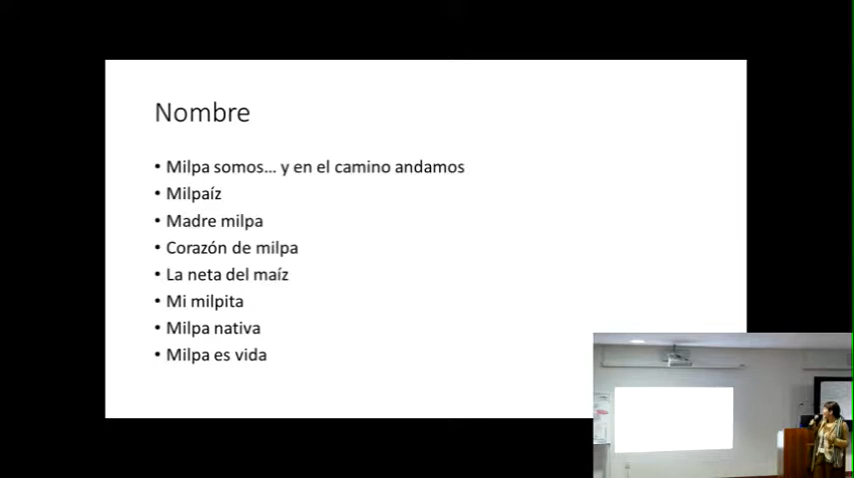 Nombre
• Milpa somos... y en el camino andamos
• Milpaíz
• Madre milpa
• Corazón de milpa
• La neta del maíz
• Mi milpita
• Milpa nativa
• Milpa es vida